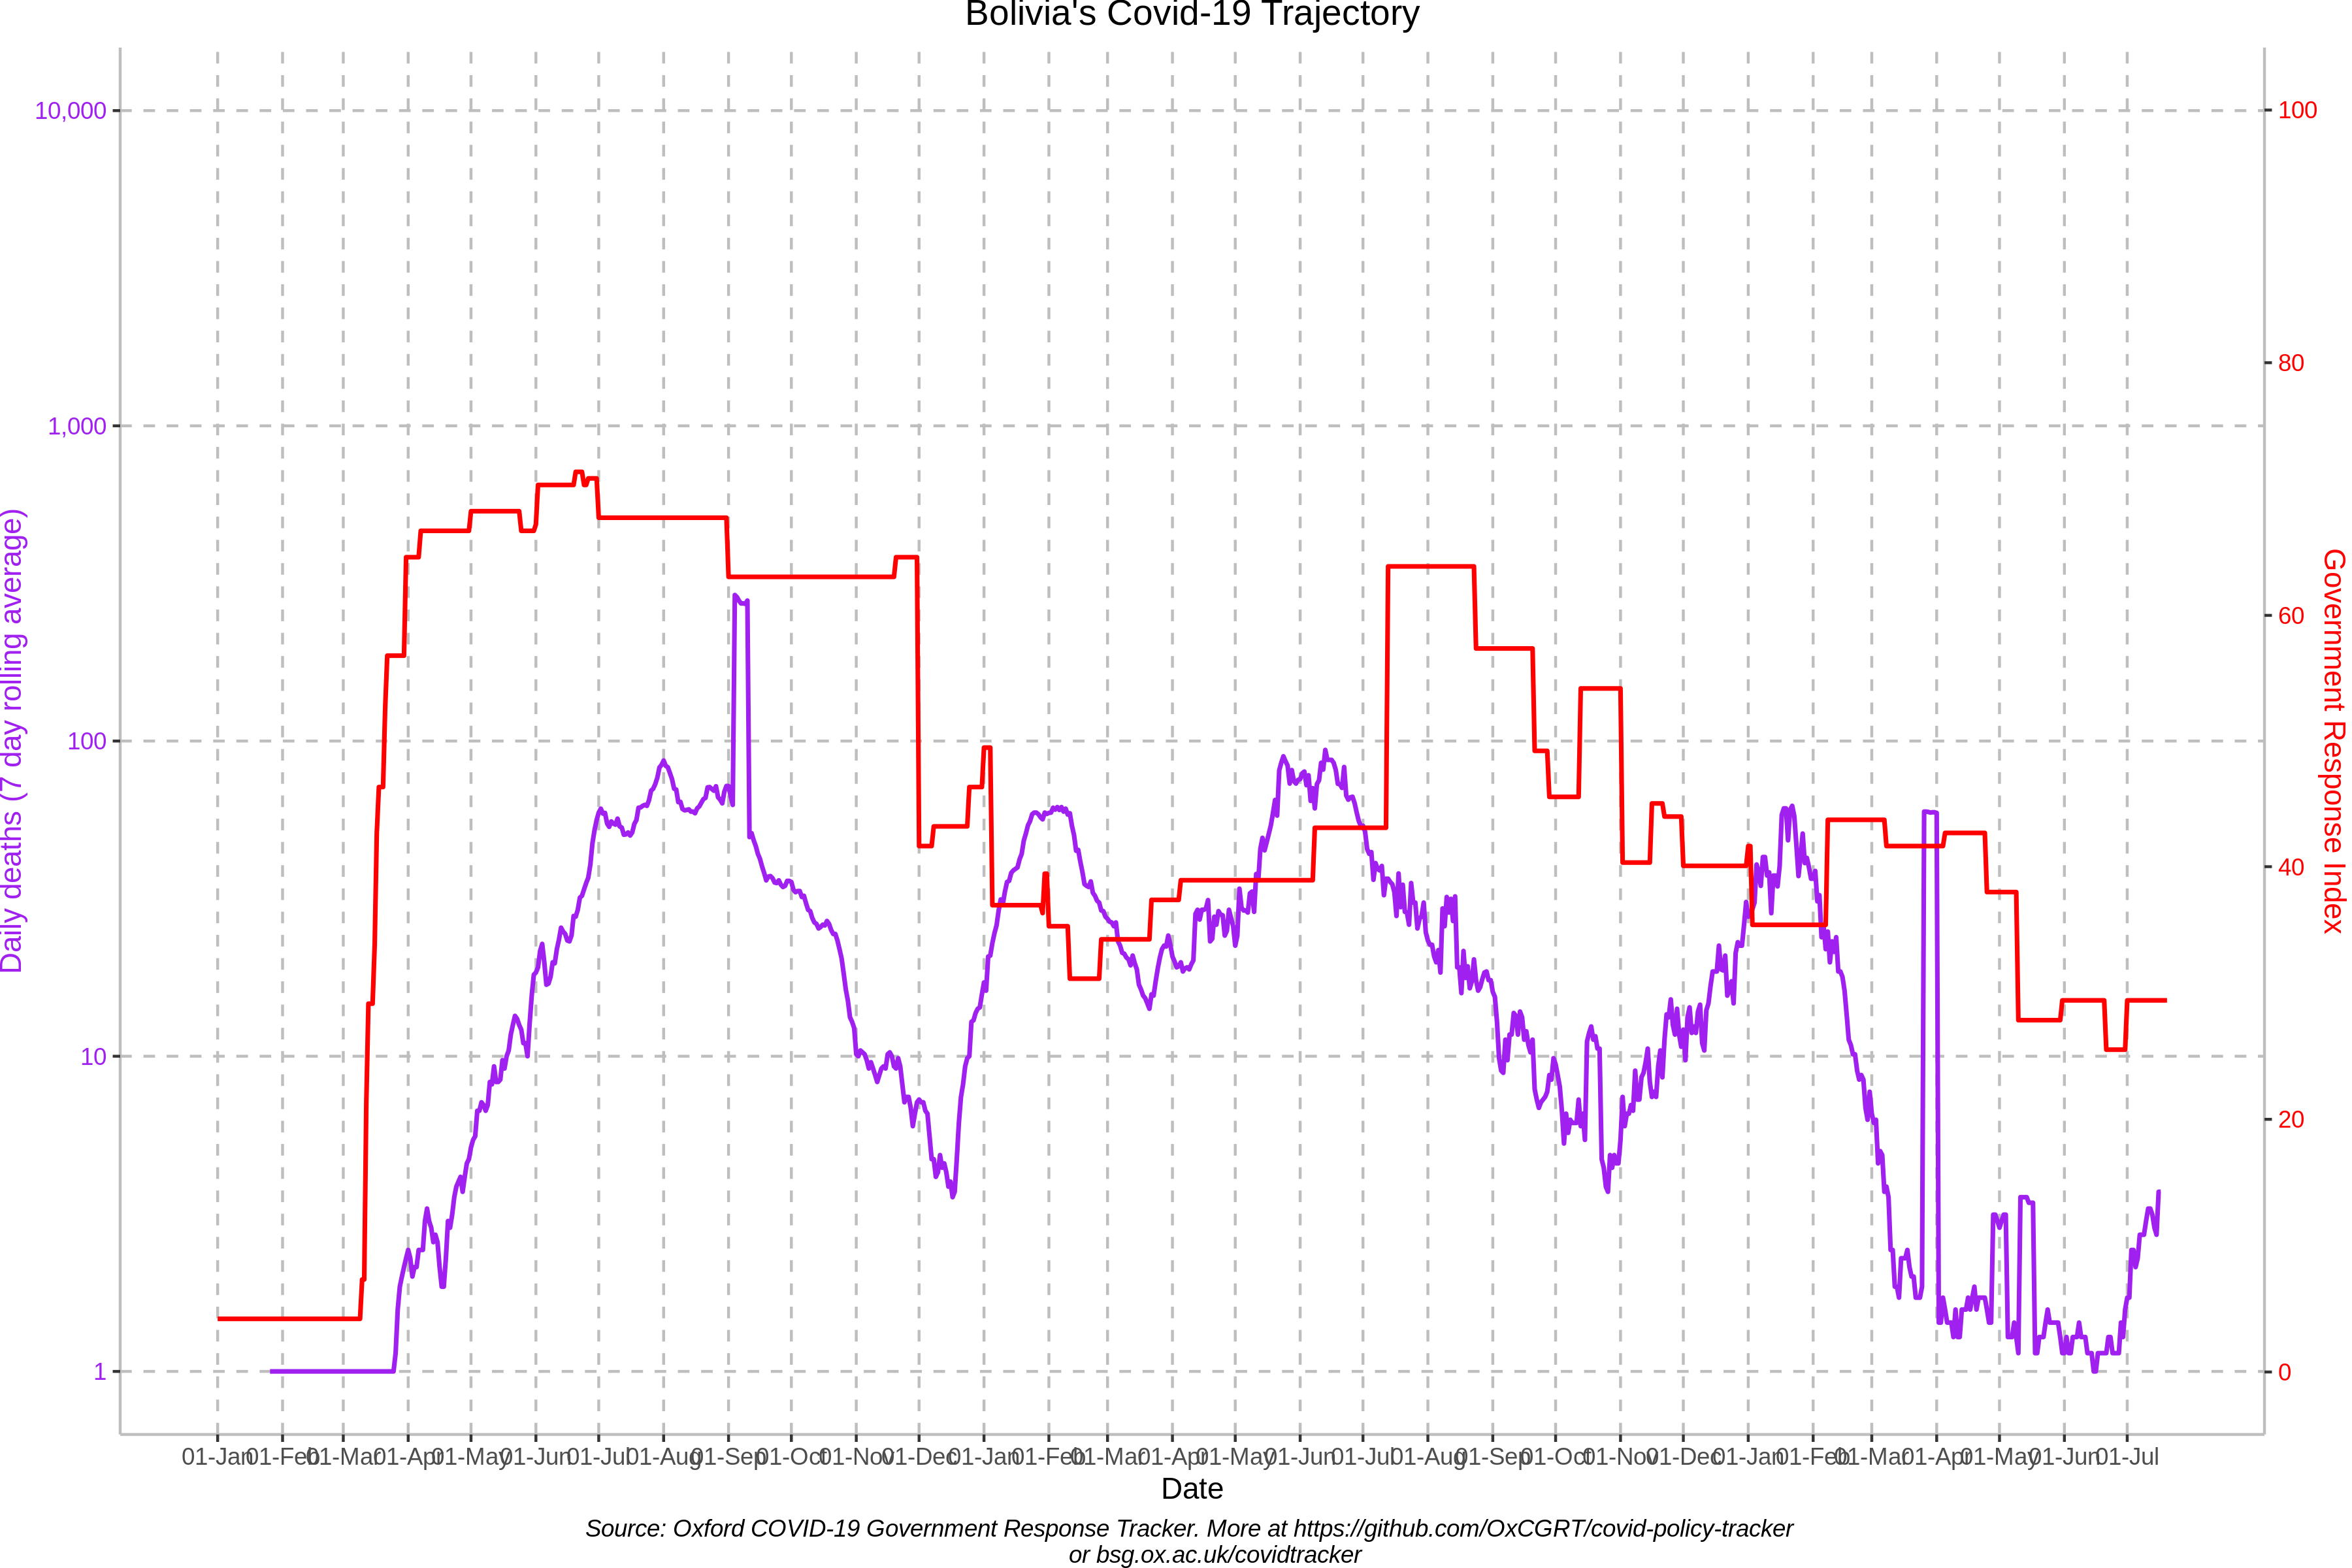 Bolivia's Covid-19 Trajectory
10,000
1,000
100
10
1
Daily deaths (7 day rolling average)
100
80
60
40
20
0
Government Response Index
01-Jan 01-Feb 01-Mar 01-Apr 01-May 01-Jun 01-Jul 01-Aug 01-Sep 01-Oct 01-Nov 01-Dec 01-Jan 01-Feb 01-Mar 01-Apr 01-May 01-Jun 01-Jul 01-Aug 01-Sep 01-Oct 01-Nov 01-Dec 01-Jan 01-Feb 01-Mar 01-Apr 01-May 01-Jun 01-Jul
Date
Source: Oxford COVID-19 Government Response Tracker. More at https://github.com/OxCGRT/covid-policy-tracker
or bsg.ox.ac.uk/covidtracker